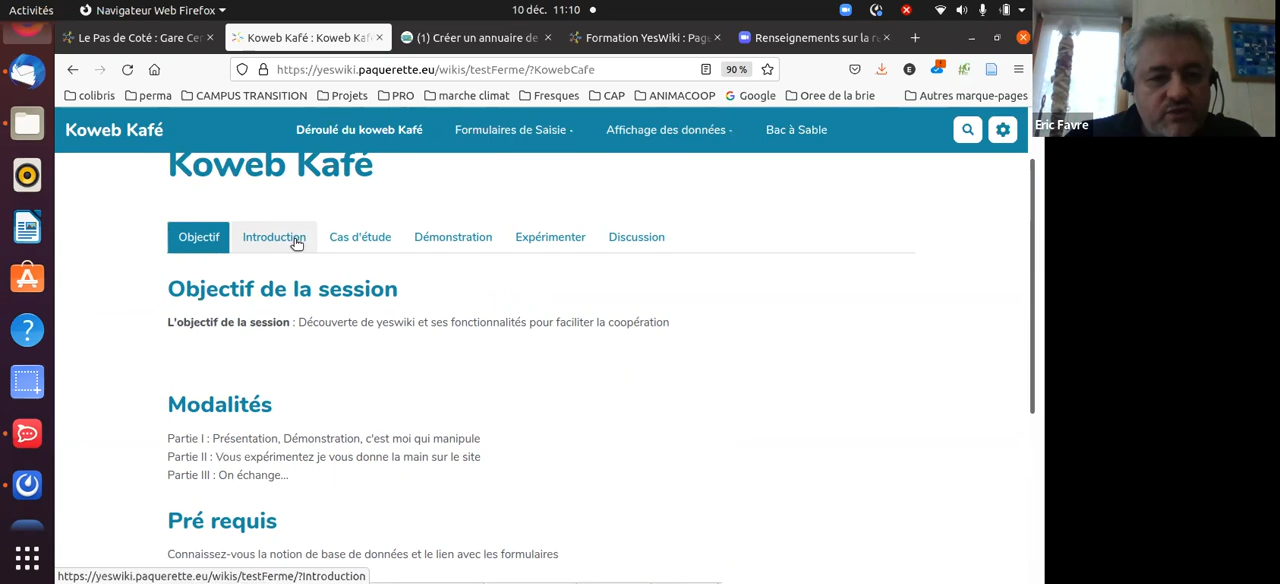 Activités
Navigateur Web Firefox
10 déc. 11:10
Le Pas de Coté : Gare Cen
Koweb Kafé : Koweb Kaf
(1) Créer un annuaire de
Formation YesWiki : Pag
Renseignements sur la r
https://yeswiki.paquerette.eu/wikis/testFerme/?KowebCafe
90 %
colibris
perma
CAMPUS TRANSITION
Projets
PRO
marche climat
Fresques
CAP
ANIMACOOP
Google
Oree de la brie
Autres marque-pages
Eric Favre
Koweb Kafé
Déroulé du koweb Kafé
Formulaires de Saisie
Affichage des données
Bac à Sable
Koweb Kafé
Objectif
Introduction
Cas d'étude
Démonstration
Expérimenter
Discussion
Objectif de la session
L'objectif de la session : Découverte de yeswiki et ses fonctionnalités pour faciliter la coopération
Modalités
Partie I : Présentation, Démonstration, c'est moi qui manipule
Partie II : Vous expérimentez je vous donne la main sur le site
Partie III : On échange...
Pré requis
Connaissez-vous la notion de base de données et le lien avec les formulaires
https://yeswiki.paquerette.eu/wikis/testFerme/?Introduction